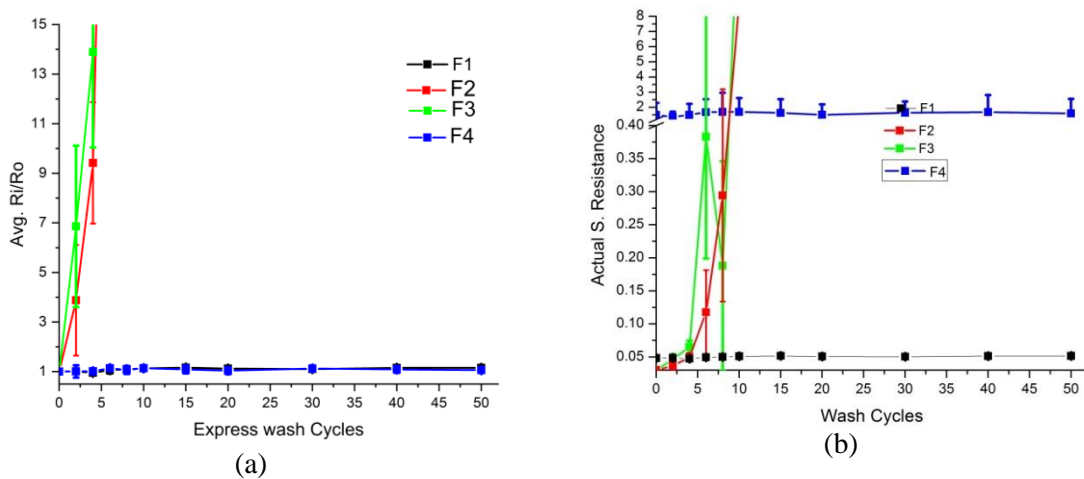 15
13
11
9
7
5
3
1
Avg. Ri/Ro
0 5 10 15 20 25 30 35 40 45 50
Express wash Cycles
F1
F2
F3
F4
(a)
8
7
6
5
4
3
2
0.40
0.35
0.30
0.25
0.20
0.15
0.10
0.05
Actual S. Resistance
0 5 10 15 20 25 30 35 40 45 50
Wash Cycles
F1
F2
F3
F4
(b)